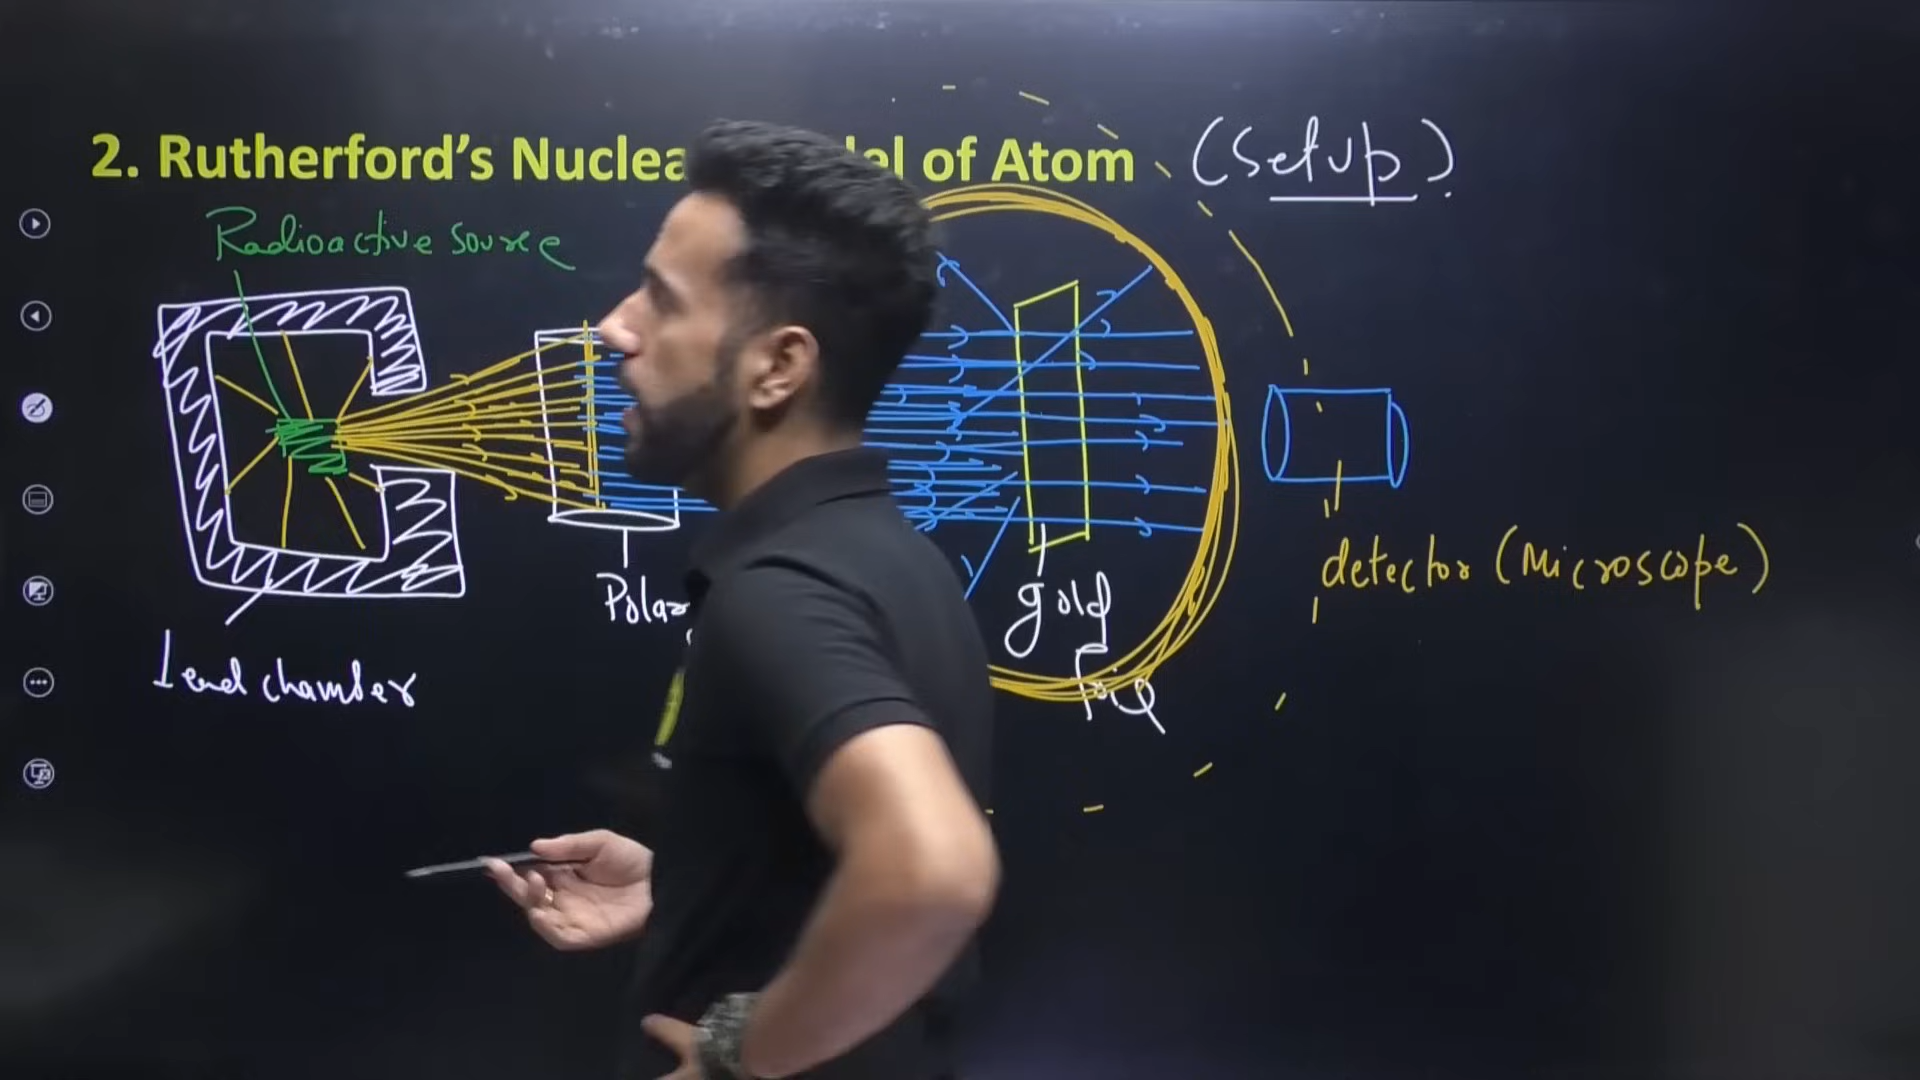 2. Rutherford's Nuclea el of Atom (Setup)
Radioactive source
Polar
gold
foil
detector (Microscope)
Lead chamber